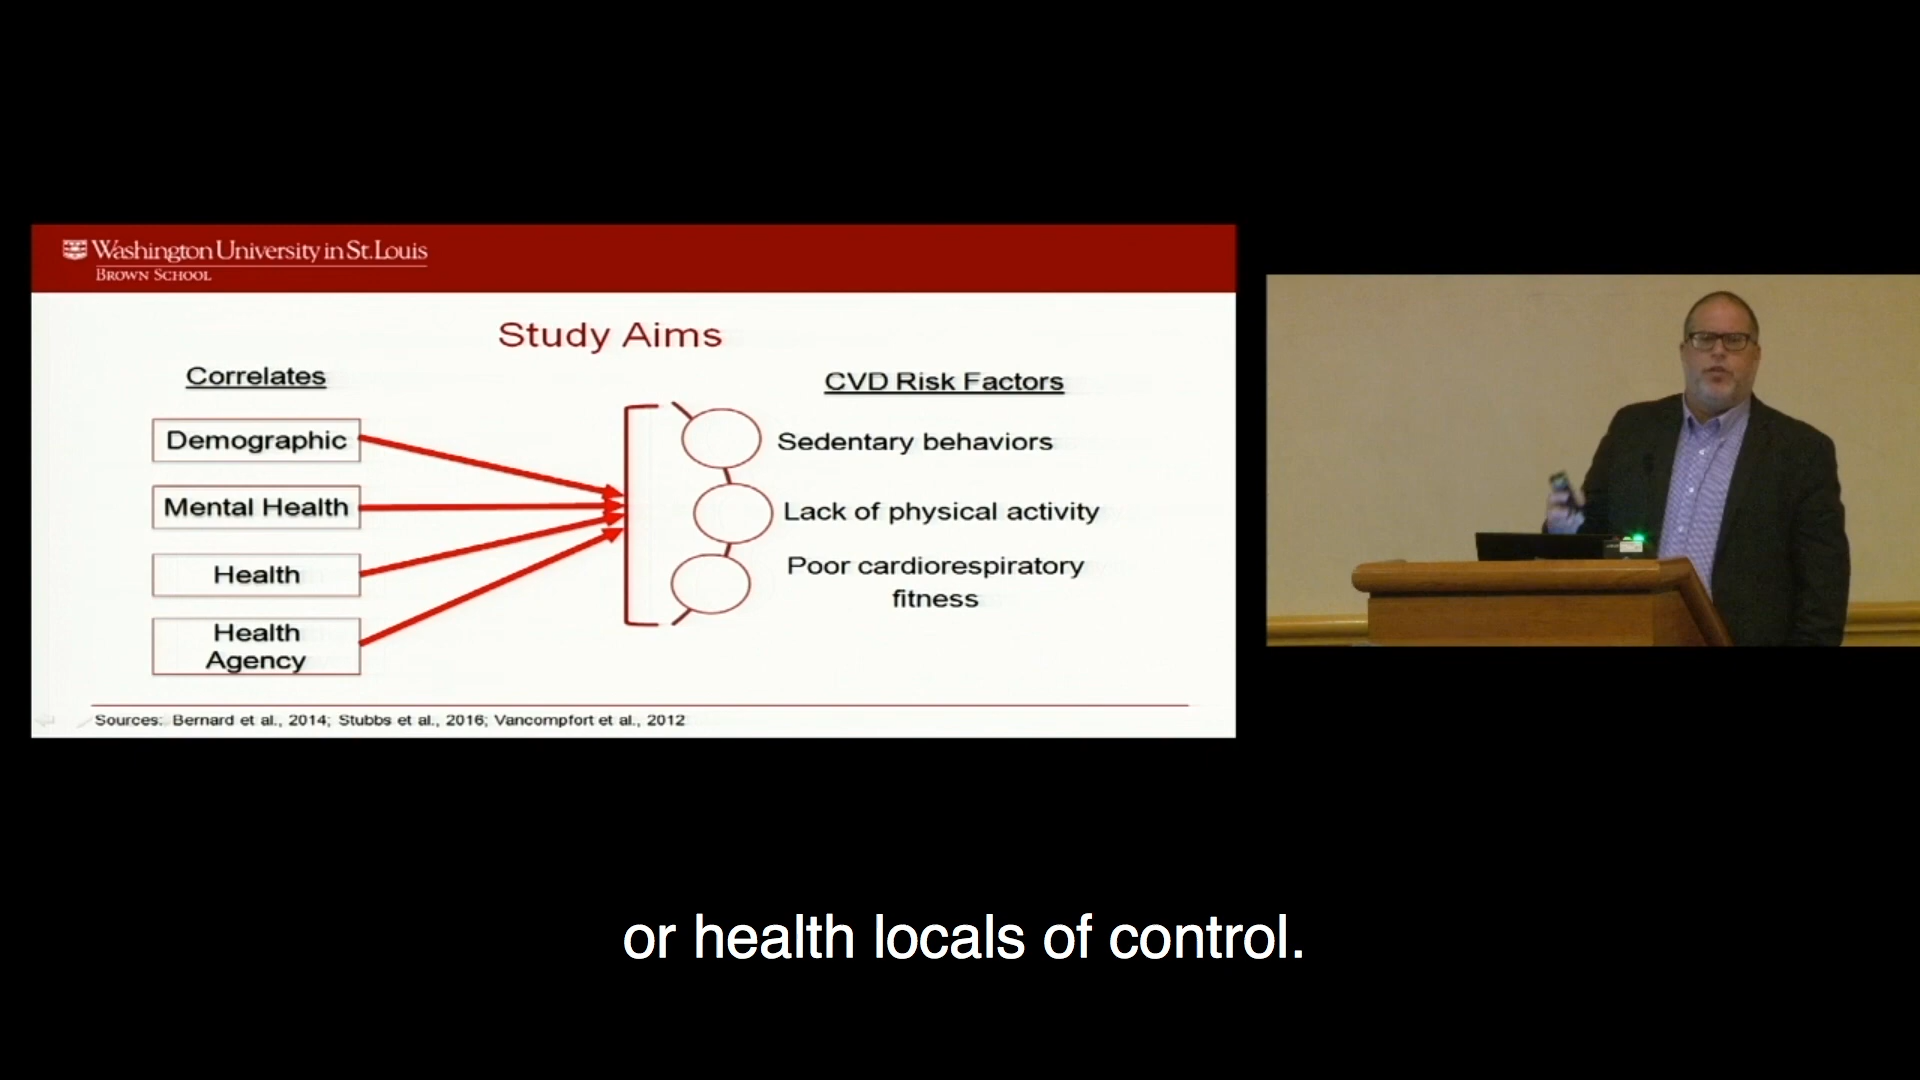 Washington University in St. Louis
BROWN SCHOOL
Study Aims
Correlates
Demographic
Mental Health
Health
Health
Agency
CVD Risk Factors
Sedentary behaviors
Lack of physical activity
Poor cardiorespiratory
fitness
Sources: Bernard et al., 2014; Stubbs et al., 2016; Vancompfort et al., 2012
or health locals of control.